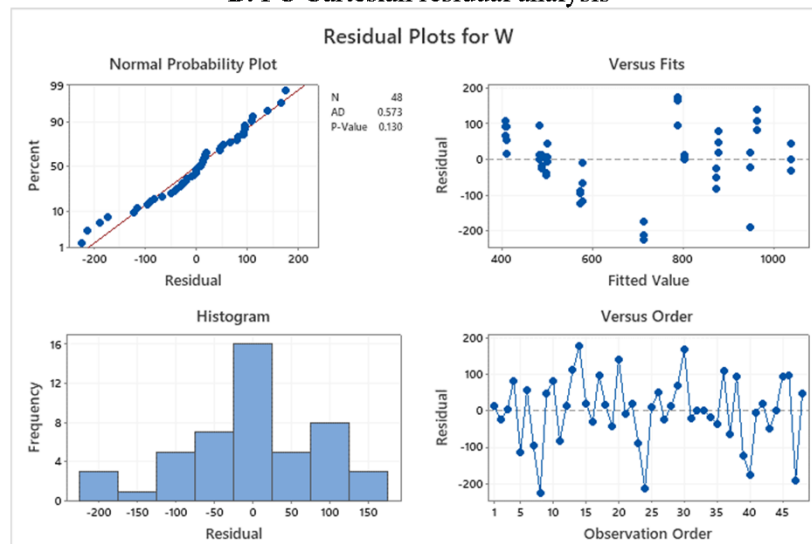 Residual Plots for W
Normal Probability Plot
99
90
50
10
1
Percent
-200 -100 0 100 200
Residual
N 48
AD 0.573
P-Value 0.130
Versus Fits
200
100
0
-100
-200
Residual
400 600 800 1000
Fitted Value
Histogram
16
12
8
4
0
Frequency
-200 -150 -100 -50 0 50 100 150
Residual
Versus Order
200
100
0
-100
-200
Residual
1 5 10 15 20 25 30 35 40 45
Observation Order